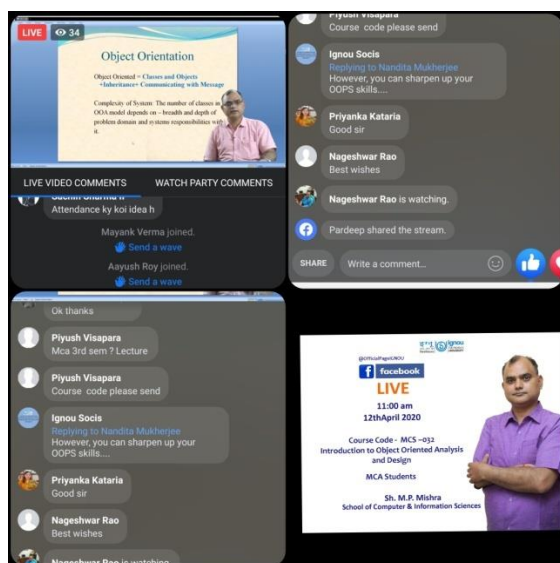 LIVE 34
Object Orientation
Object Oriented = Classes and Objects
+Inheritance+ Communicating with Message
Complexity of System The number of classes in
OOA model depends on – breadth and depth of
problem domain and systems responsibilities with
it.
LIVE VIDEO COMMENTS WATCH PARTY COMMENTS
Attendance ky koi idea h
Mayank Verma joined.
Send a wave
Aayush Roy joined.
Send a wave
Piyush Visapara
Course code please send
Ignou Socis
Replying to Nandita Mukherjee
However, you can sharpen up your
OOPS skills....
Priyanka Kataria
Good sir
Nageshwar Rao
Best wishes
Nageshwar Rao is watching.
Pardeep shared the stream.
SHARE Write a comment...
Ok thanks
Piyush Visapara
Mca 3rd sem ? Lecture
Piyush Visapara
Course code please send
Ignou Socis
Replying to Nandita Mukherjee
However, you can sharpen up your
OOPS skills....
Priyanka Kataria
Good sir
Nageshwar Rao
Best wishes
Nageshwar Rao is watching
ignou
@OfficialPageIGNOU
facebook
LIVE
11:00 am
12thApril 2020
Course Code - MCS –032
Introduction to Object Oriented Analysis
and Design
MCA Students
Sh. M.P. Mishra
School of Computer & Information Sciences